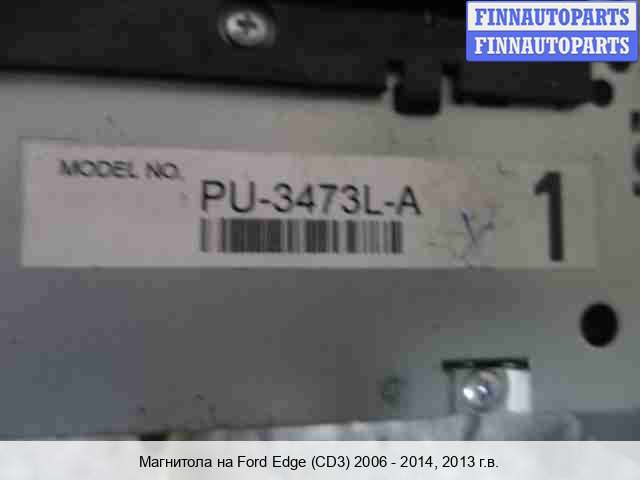 FINNAUTOPARTS
FINNAUTOPARTS
MODEL NO. PU-3473L-A 1
Магнитола на Ford Edge (CD3) 2006 - 2014, 2013 г.в.